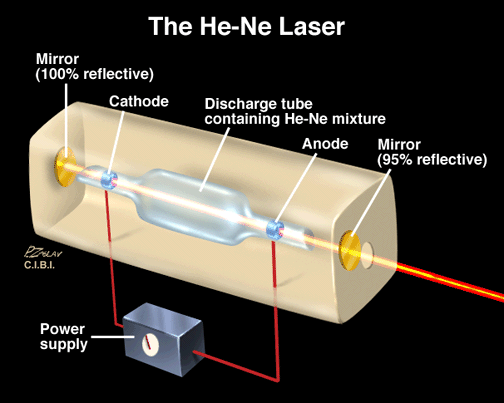 The He-Ne Laser
Mirror
(100% reflective)
Cathode
Discharge tube
containing He-Ne mixture
Anode
Mirror
(95% reflective)
C.I.B.I.
Power
supply